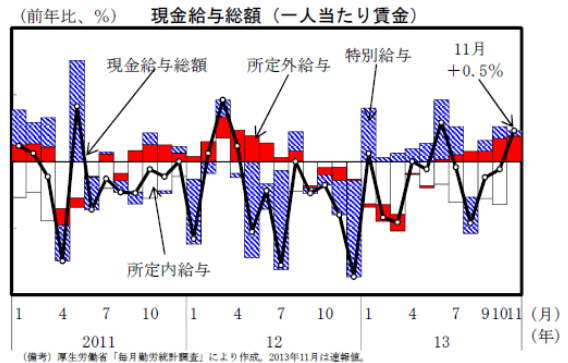 (前年比、%) 現金給与総額（一人当たり賃金）
現金給与総額
所定外給与
特別給与
11月
＋0.5%
所定内給与
1 4 7 10 1 4 7 10 1 4 7 91011 (月)
2011 12 13 (年)
（備考）厚生労働省「毎月勤労統計調査」により作成。2013年11月は速報値。